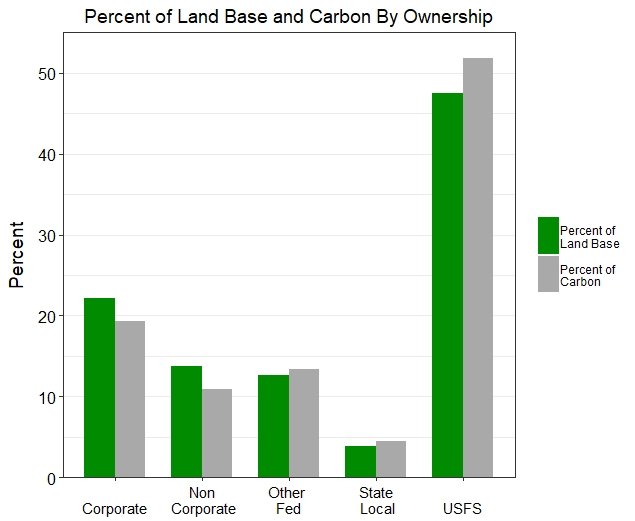 Percent of Land Base and Carbon By Ownership
Percent
50
40
30
20
10
0
Corporate
Non
Corporate
Other
Fed
State
Local
USFS
Percent of
Land Base
Percent of
Carbon